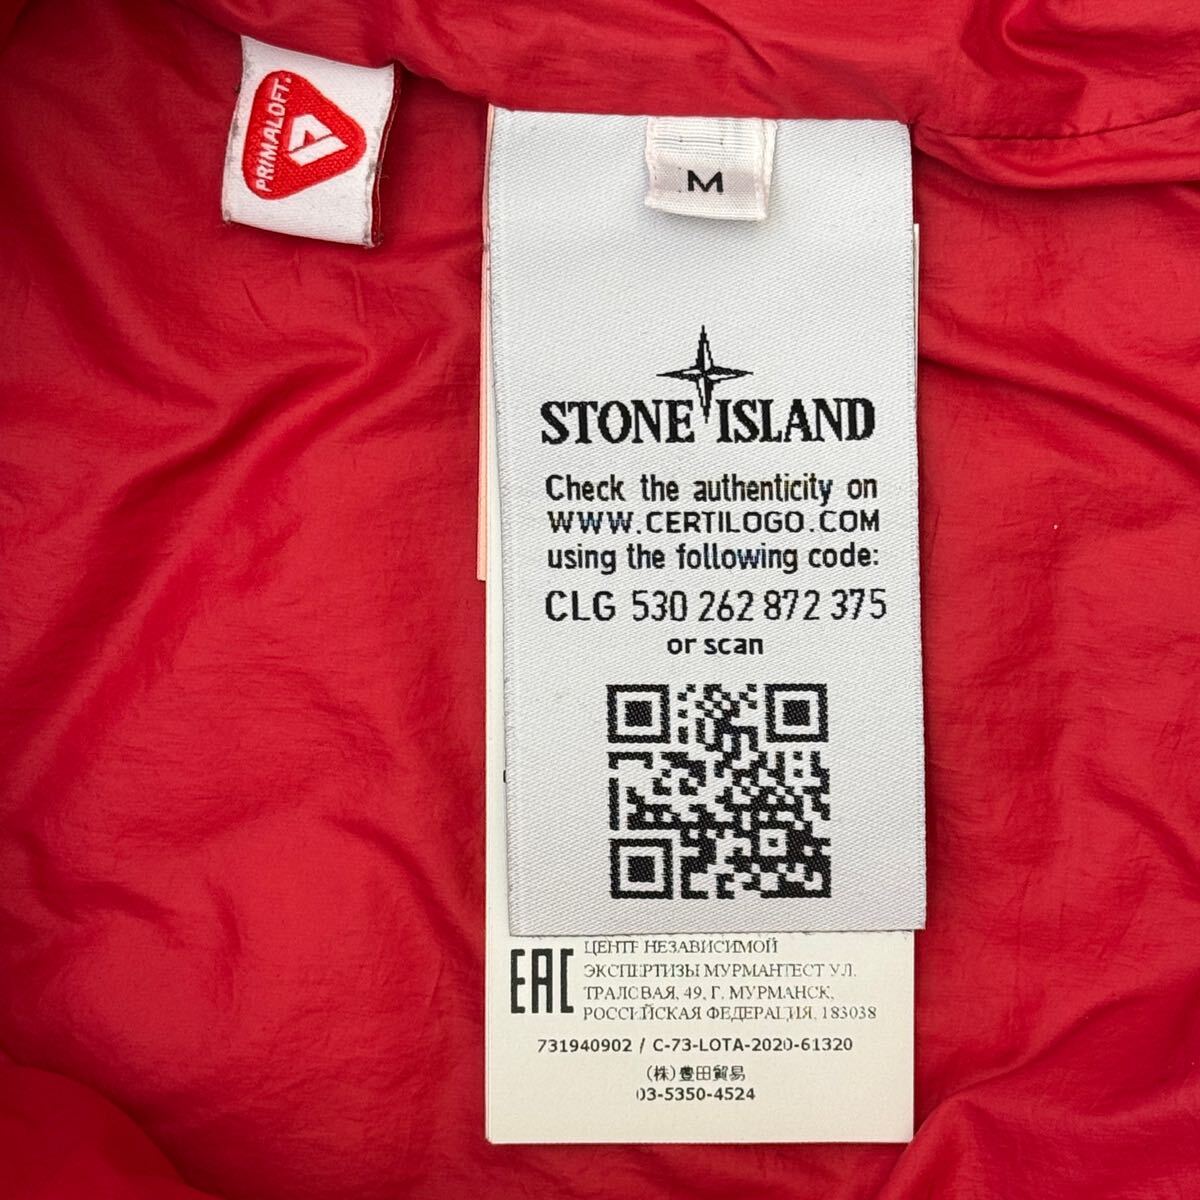 PRIMALOFT
M
STONE ISLAND
Check the authenticity on
WWW.CERTILOGO.COM
using the following code:
CLG 530 262 872 375
or scan
EAC
ЦЕНТР НЕЗАВИСИМОЙ
ЭКСПЕРТИЗЫ МУРМАНТЕСТ УЛ.
ТРАЛОВАЯ, 49, Г. МУРМАНСК,
РОССИЙСКАЯ ФЕДЕРАЦИЯ, 183038
731940902 / C-73-LOTA-2020-61320
(株)豊田貿易
03-5350-4524